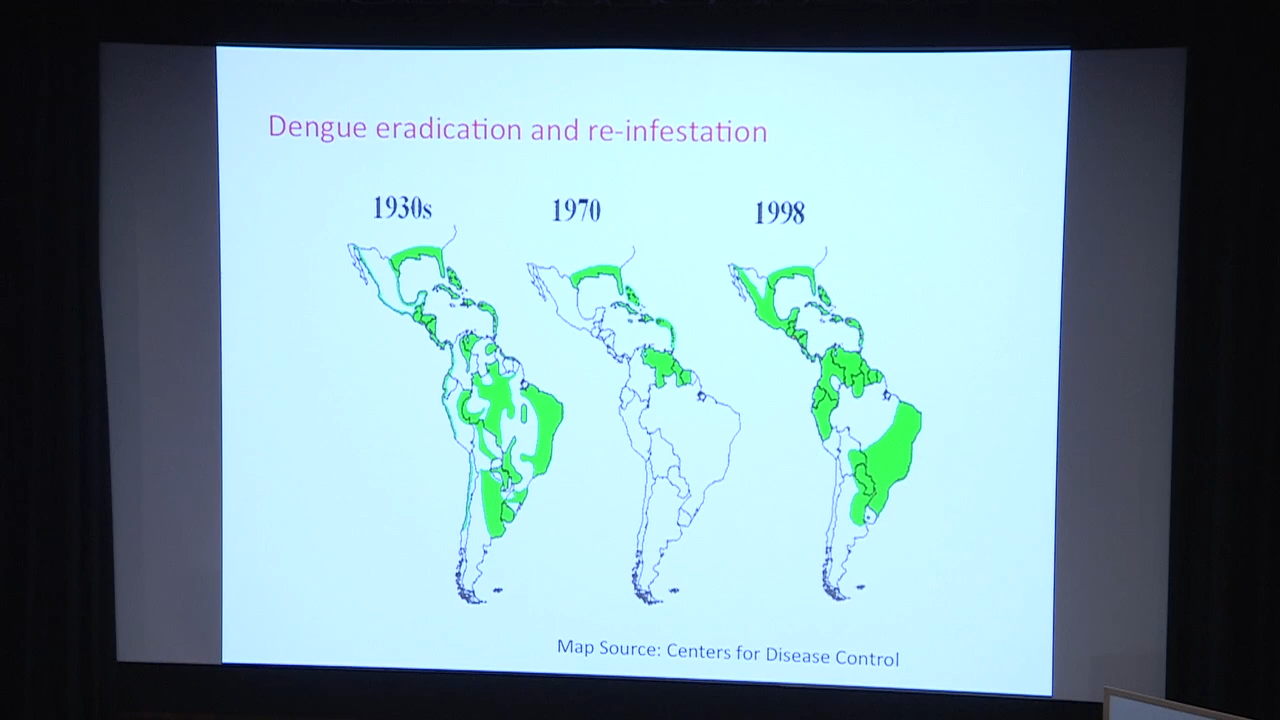 Dengue eradication and re-infestation
1930s
1970
1998
Map Source: Centers for Disease Control